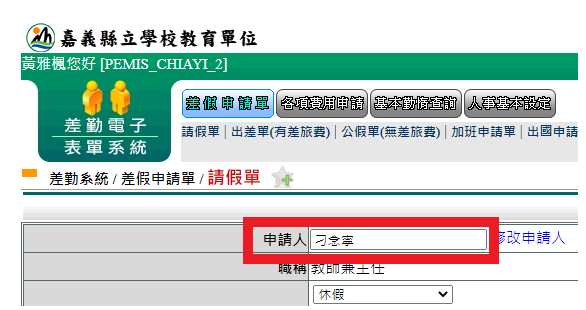 嘉義縣立學校教育單位
黃雅楓您好 [PEMIS_CHIAYI_2]
差勤電子
表單系統
差假申請單 各項費用申請 基本勤惰查詢 人事基本設定
請假單 | 出差單(有差旅費) | 公假單(無差旅費) | 加班申請單 | 出國申請
差勤系統 / 差假申請單 / 請假單
申請人 刁念寧 修改申請人
職稱 教師兼主任
休假